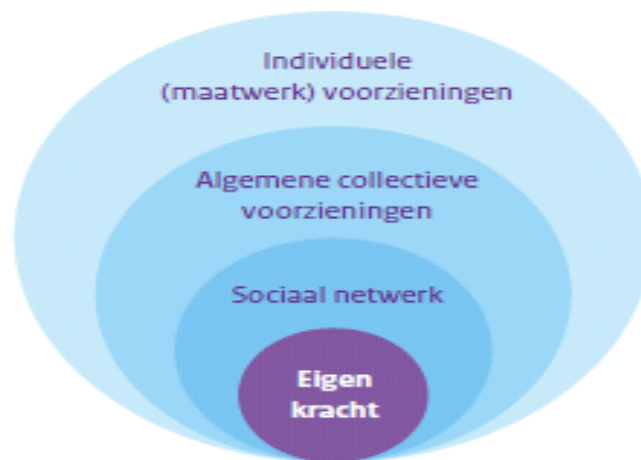 Individuele
(maatwerk) voorzieningen
Algemene collectieve
voorzieningen
Sociaal netwerk
Eigen
kracht